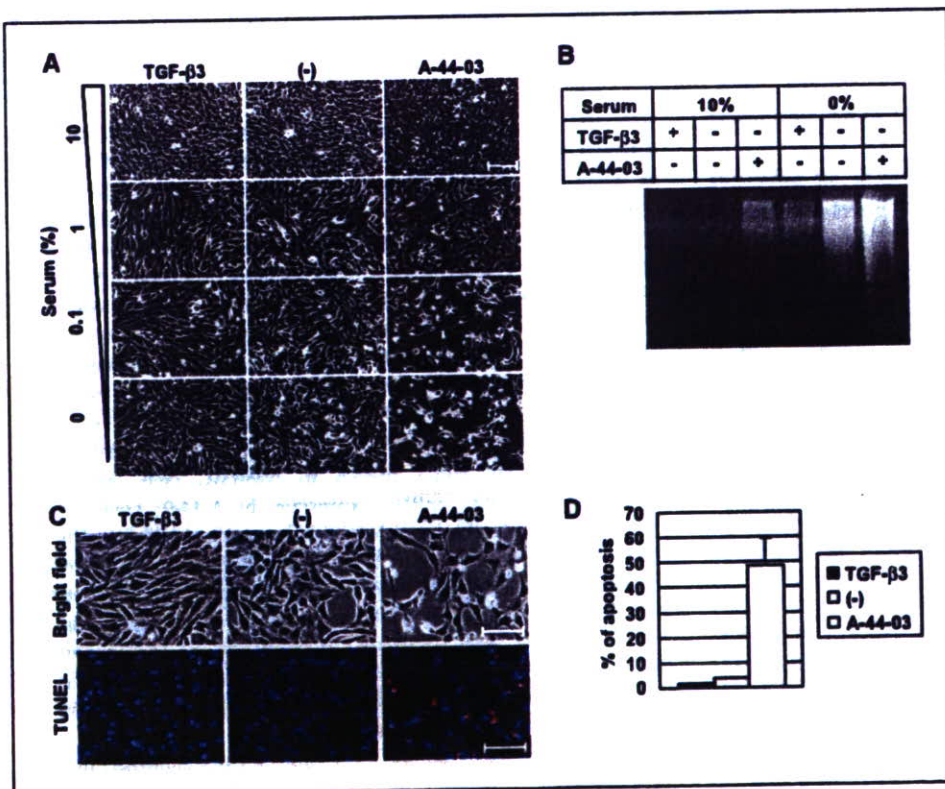 A
TGF-β3 (-) A-44-03
Serum (%)
10
1
0.1
0
B
Serum 10% 0%
TGF-β3 + - - + - -
A-44-03 - - + - - +
C
TGF-β3 (-) A-44-03
Bright field
TUNEL
D
% of apoptosis
70
60
50
40
30
20
10
0
TGF-β3
(-)
A-44-03